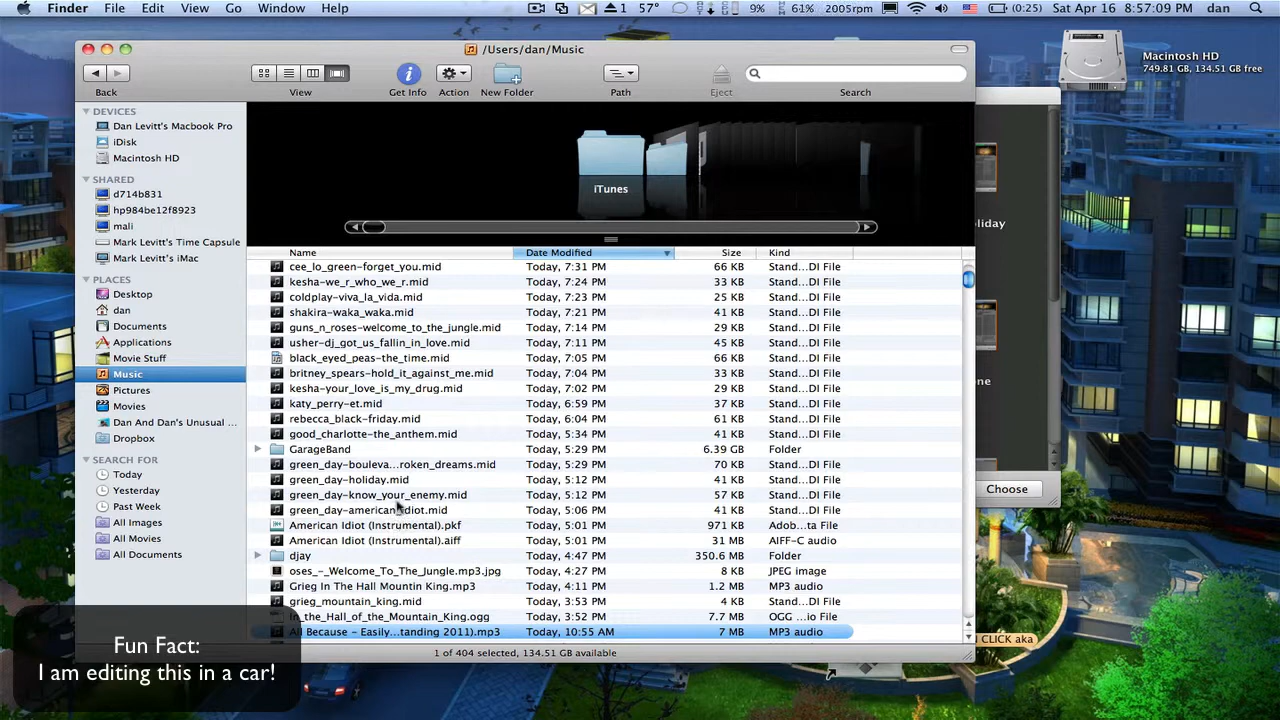 Finder File Edit View Go Window Help 1 57° 9% 61% 2005rpm (0:25) Sat Apr 16 8:57:09 PM dan
/Users/dan/Music
Macintosh HD
749.81 GB, 134.51 GB free
Back View Get Info Action New Folder Path Eject Search
DEVICES
Dan Levitt's Macbook Pro
iDisk
Macintosh HD
SHARED
d714b831
hp984be12f8923
mali
Mark Levitt's Time Capsule
Mark Levitt's iMac
PLACES
Desktop
dan
Documents
Applications
Movie Stuff
Music
Pictures
Movies
Dan And Dan's Unusual ...
Dropbox
SEARCH FOR
Today
Yesterday
Past Week
All Images
All Movies
All Documents
iTunes
Name Date Modified Size Kind
cee_lo_green-forget_you.mid Today, 7:31 PM 66 KB Stand...DI File
kesha-we_r_who_we_r.mid Today, 7:24 PM 33 KB Stand...DI File
coldplay-viva_la_vida.mid Today, 7:23 PM 25 KB Stand...DI File
shakira-waka_waka.mid Today, 7:21 PM 41 KB Stand...DI File
guns_n_roses-welcome_to_the_jungle.mid Today, 7:14 PM 29 KB Stand...DI File
usher-dj_got_us_fallin_in_love.mid Today, 7:11 PM 45 KB Stand...DI File
black_eyed_peas-the_time.mid Today, 7:05 PM 66 KB Stand...DI File
britney_spears-hold_it_against_me.mid Today, 7:04 PM 33 KB Stand...DI File
kesha-your_love_is_my_drug.mid Today, 7:02 PM 29 KB Stand...DI File
katy_perry-et.mid Today, 6:59 PM 37 KB Stand...DI File
rebecca_black-friday.mid Today, 6:04 PM 61 KB Stand...DI File
good_charlotte-the_anthem.mid Today, 5:34 PM 41 KB Stand...DI File
GarageBand Today, 5:29 PM 6.39 GB Folder
green_day-bouleva...roken_dreams.mid Today, 5:29 PM 70 KB Stand...DI File
green_day-holiday.mid Today, 5:12 PM 41 KB Stand...DI File
green_day-know_your_enemy.mid Today, 5:12 PM 57 KB Stand...DI File
green_day-american_idiot.mid Today, 5:06 PM 41 KB Stand...DI File
American Idiot (Instrumental).pkf Today, 5:01 PM 971 KB Adob...ta File
American Idiot (Instrumental).aiff Today, 5:01 PM 31 MB AIFF-C audio
djay Today, 4:47 PM 350.6 MB Folder
oses_-_Welcome_To_The_Jungle.mp3.jpg Today, 4:27 PM 8 KB JPEG image
Grieg In The Hall Mountin King.mp3 Today, 4:11 PM 1.2 MB MP3 audio
grieg_mountain_king.mid Today, 3:53 PM 4 KB Stand...DI File
In_the_Hall_of_the_Mountain_King.ogg Today, 3:52 PM 7.7 MB OGG ...io File
All Because - Easily...tanding 2011).mp3 Today, 10:55 AM 7 MB MP3 audio
1 of 404 selected, 134.51 GB available
oliday
one
Choose
CLICK aka
Fun Fact:
I am editing this in a car!